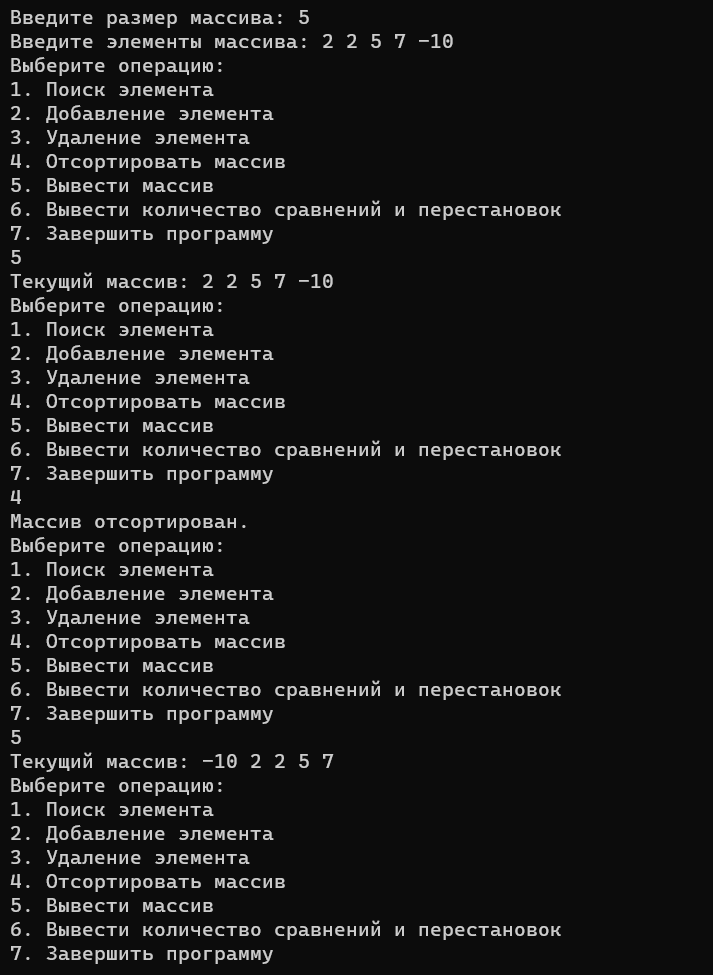 Введите размер массива: 5
Введите элементы массива: 2 2 5 7 -10
Выберите операцию:
1. Поиск элемента
2. Добавление элемента
3. Удаление элемента
4. Отсортировать массив
5. Вывести массив
6. Вывести количество сравнений и перестановок
7. Завершить программу
5
Текущий массив: 2 2 5 7 -10
Выберите операцию:
1. Поиск элемента
2. Добавление элемента
3. Удаление элемента
4. Отсортировать массив
5. Вывести массив
6. Вывести количество сравнений и перестановок
7. Завершить программу
4
Массив отсортирован.
Выберите операцию:
1. Поиск элемента
2. Добавление элемента
3. Удаление элемента
4. Отсортировать массив
5. Вывести массив
6. Вывести количество сравнений и перестановок
7. Завершить программу
5
Текущий массив: -10 2 2 5 7
Выберите операцию:
1. Поиск элемента
2. Добавление элемента
3. Удаление элемента
4. Отсортировать массив
5. Вывести массив
6. Вывести количество сравнений и перестановок
7. Завершить программу